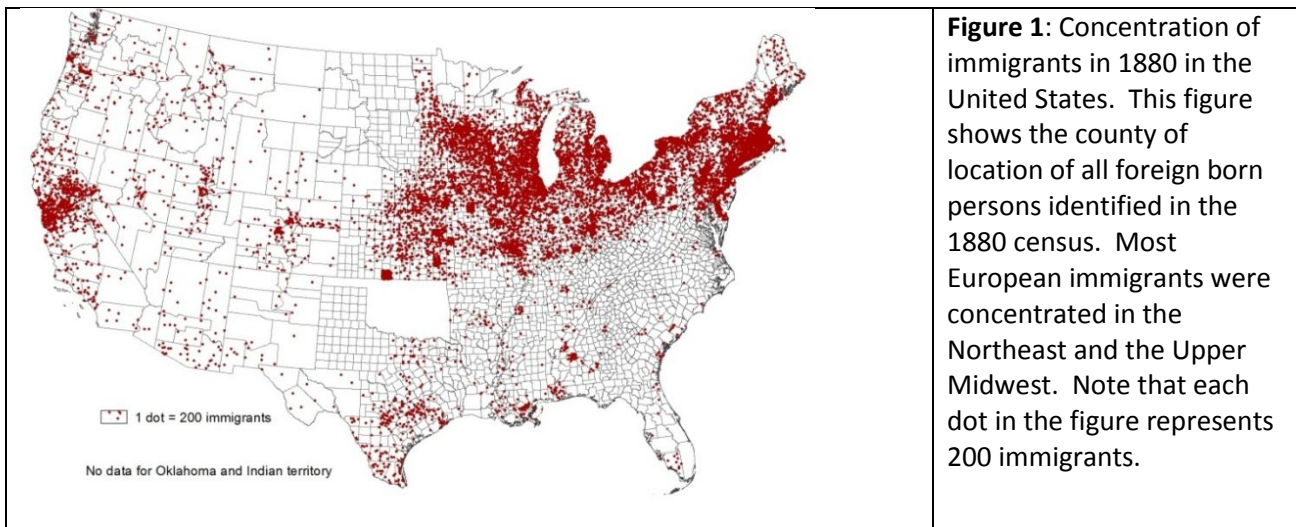 1 dot = 200 immigrants
No data for Oklahoma and Indian territory
Figure 1: Concentration of
immigrants in 1880 in the
United States. This figure
shows the county of
location of all foreign born
persons identified in the
1880 census. Most
European immigrants were
concentrated in the
Northeast and the Upper
Midwest. Note that each
dot in the figure represents
200 immigrants.